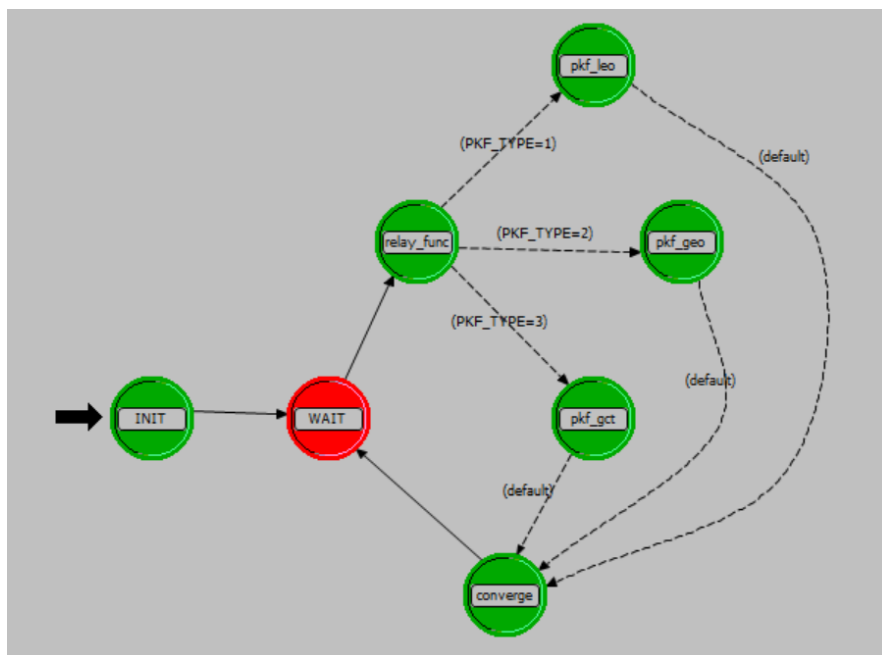 pkf_leo
(PKF_TYPE=1)
(default)
relay_func
(PKF_TYPE=2)
pkf_geo
(PKF_TYPE=3)
(default)
INIT
WAIT
pkf_gct
(default)
converge